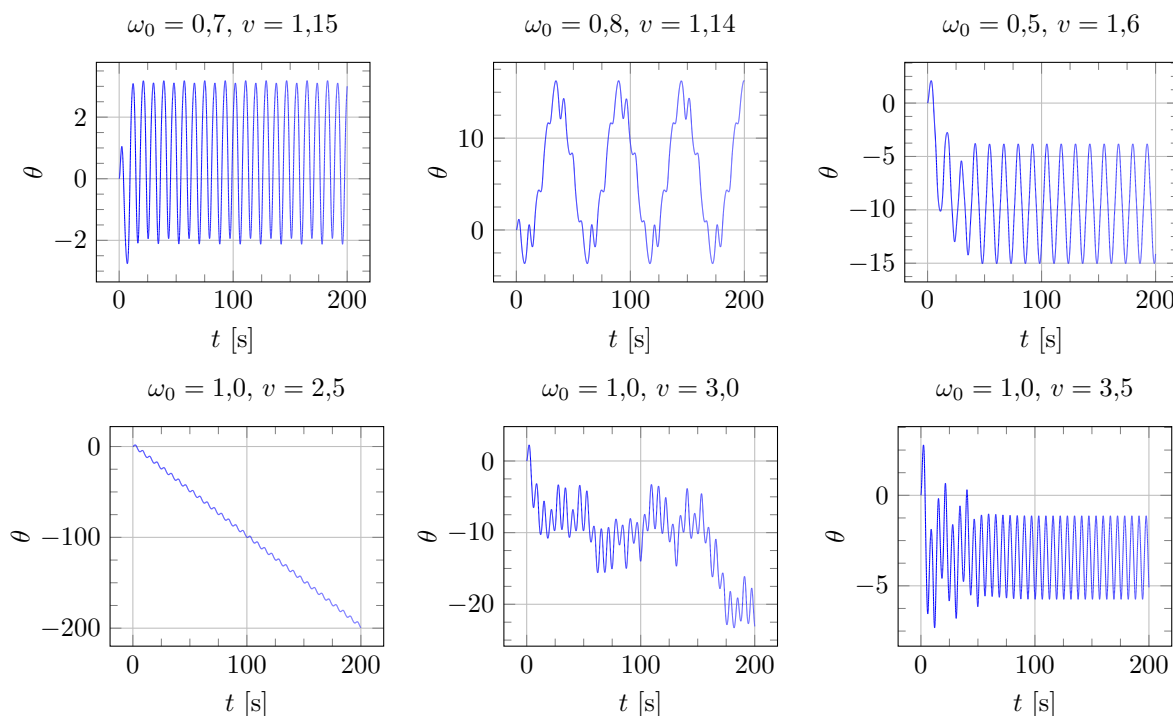 ω₀ = 0,7, v = 1,15
2
0
−2
θ
0
100
200
t [s]
ω₀ = 0,8, v = 1,14
10
0
θ
0
100
200
t [s]
ω₀ = 0,5, v = 1,6
0
−5
−10
−15
θ
0
100
200
t [s]
ω₀ = 1,0, v = 2,5
0
−100
−200
θ
0
100
200
t [s]
ω₀ = 1,0, v = 3,0
0
−10
−20
θ
0
100
200
t [s]
ω₀ = 1,0, v = 3,5
0
−5
θ
0
100
200
t [s]